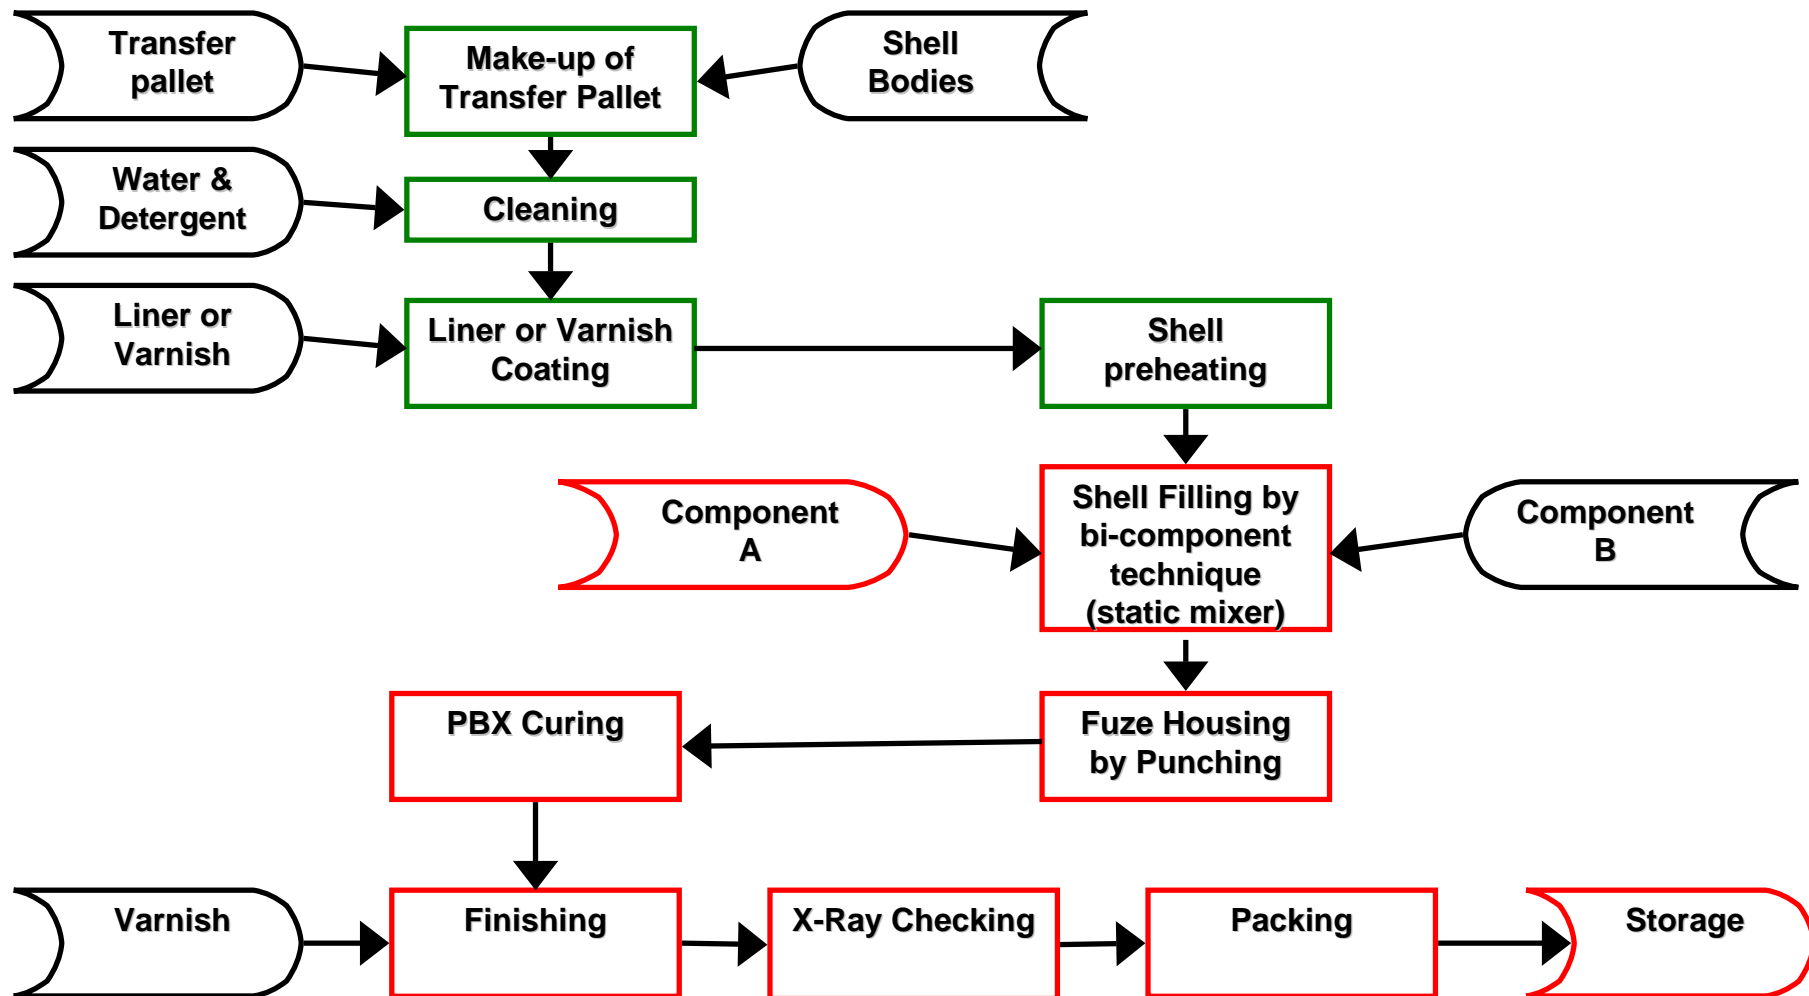 Transfer
pallet
Make-up of
Transfer Pallet
Shell
Bodies
Water &
Detergent
Cleaning
Liner or
Varnish
Liner or Varnish
Coating
Shell
preheating
Component
A
Shell Filling by
bi-component
technique
(static mixer)
Component
B
PBX Curing
Fuze Housing
by Punching
Varnish
Finishing
X-Ray Checking
Packing
Storage